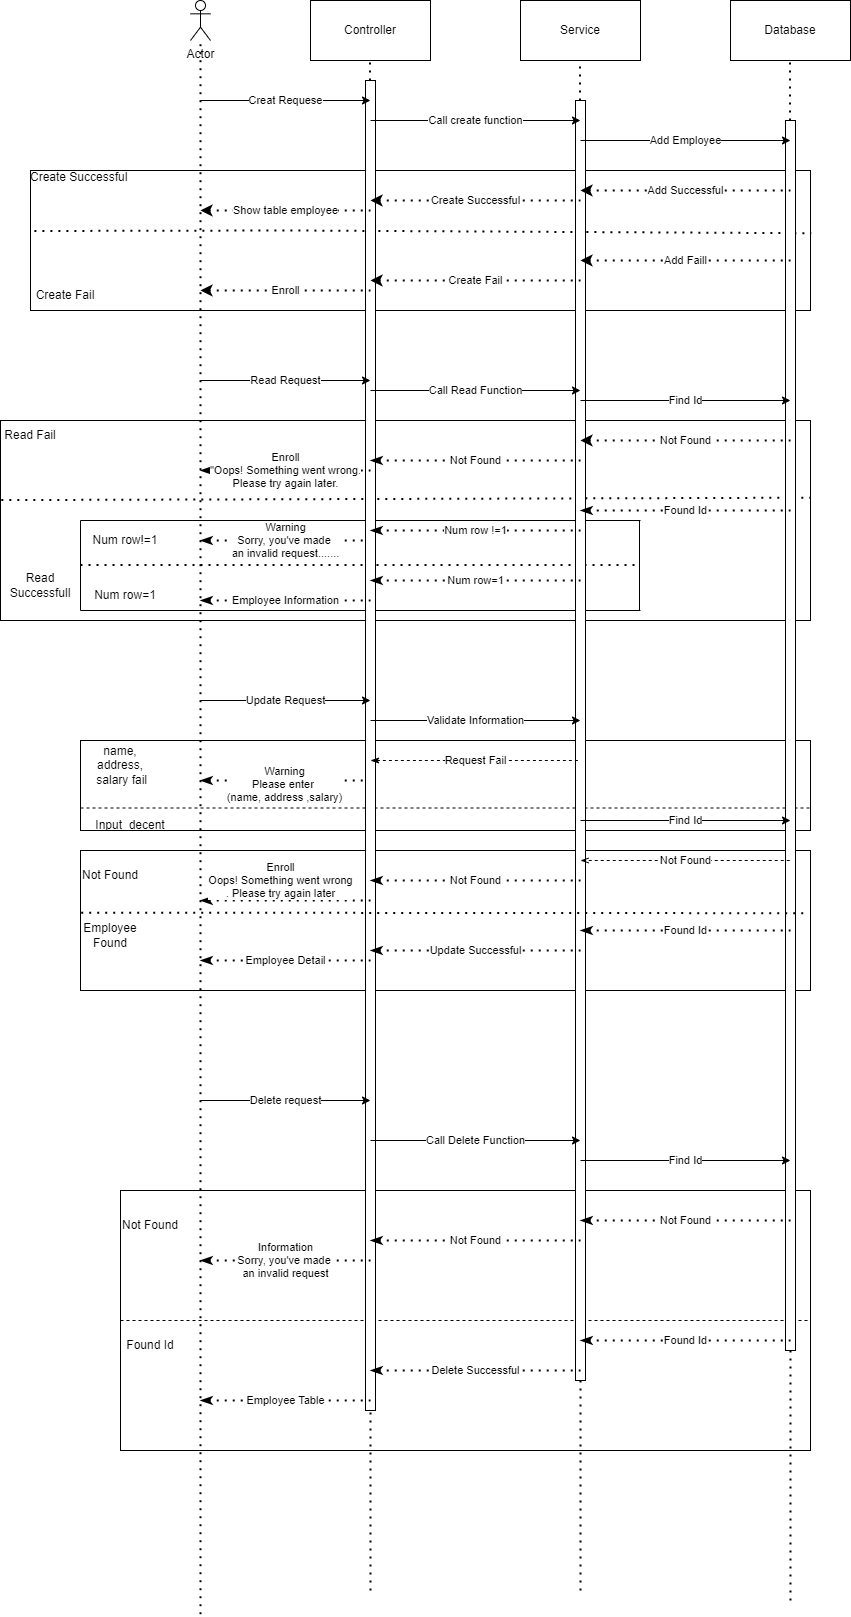 Actor
Controller
Service
Database
Creat Requese
Call create function
Add Employee
Create Successful
Add Successful
Create Successful
Show table employee
Add Faill
Create Fail
Enroll
Create Fail
Read Request
Call Read Function
Find Id
Read Fail
Not Found
Not Found
Enroll
"Oops! Something went wrong.
Please try again later.
Found Id
Num row !=1
Warning
Sorry, you've made
an invalid request.......
Num row!=1
Read
Successfull
Num row=1
Num row=1
Employee Information
Update Request
Validate Information
name,
address,
salary fail
Request Fail
Warning
Please enter
(name, address ,salary)
Input decent
Find Id
Not Found
Not Found
Not Found
Enroll
Oops! Something went wrong
. Please try again later
Employee
Found
Found Id
Update Successful
Employee Detail
Delete request
Call Delete Function
Find Id
Not Found
Not Found
Not Found
Information
Sorry, you've made
an invalid request
Found Id
Found Id
Delete Successful
Employee Table